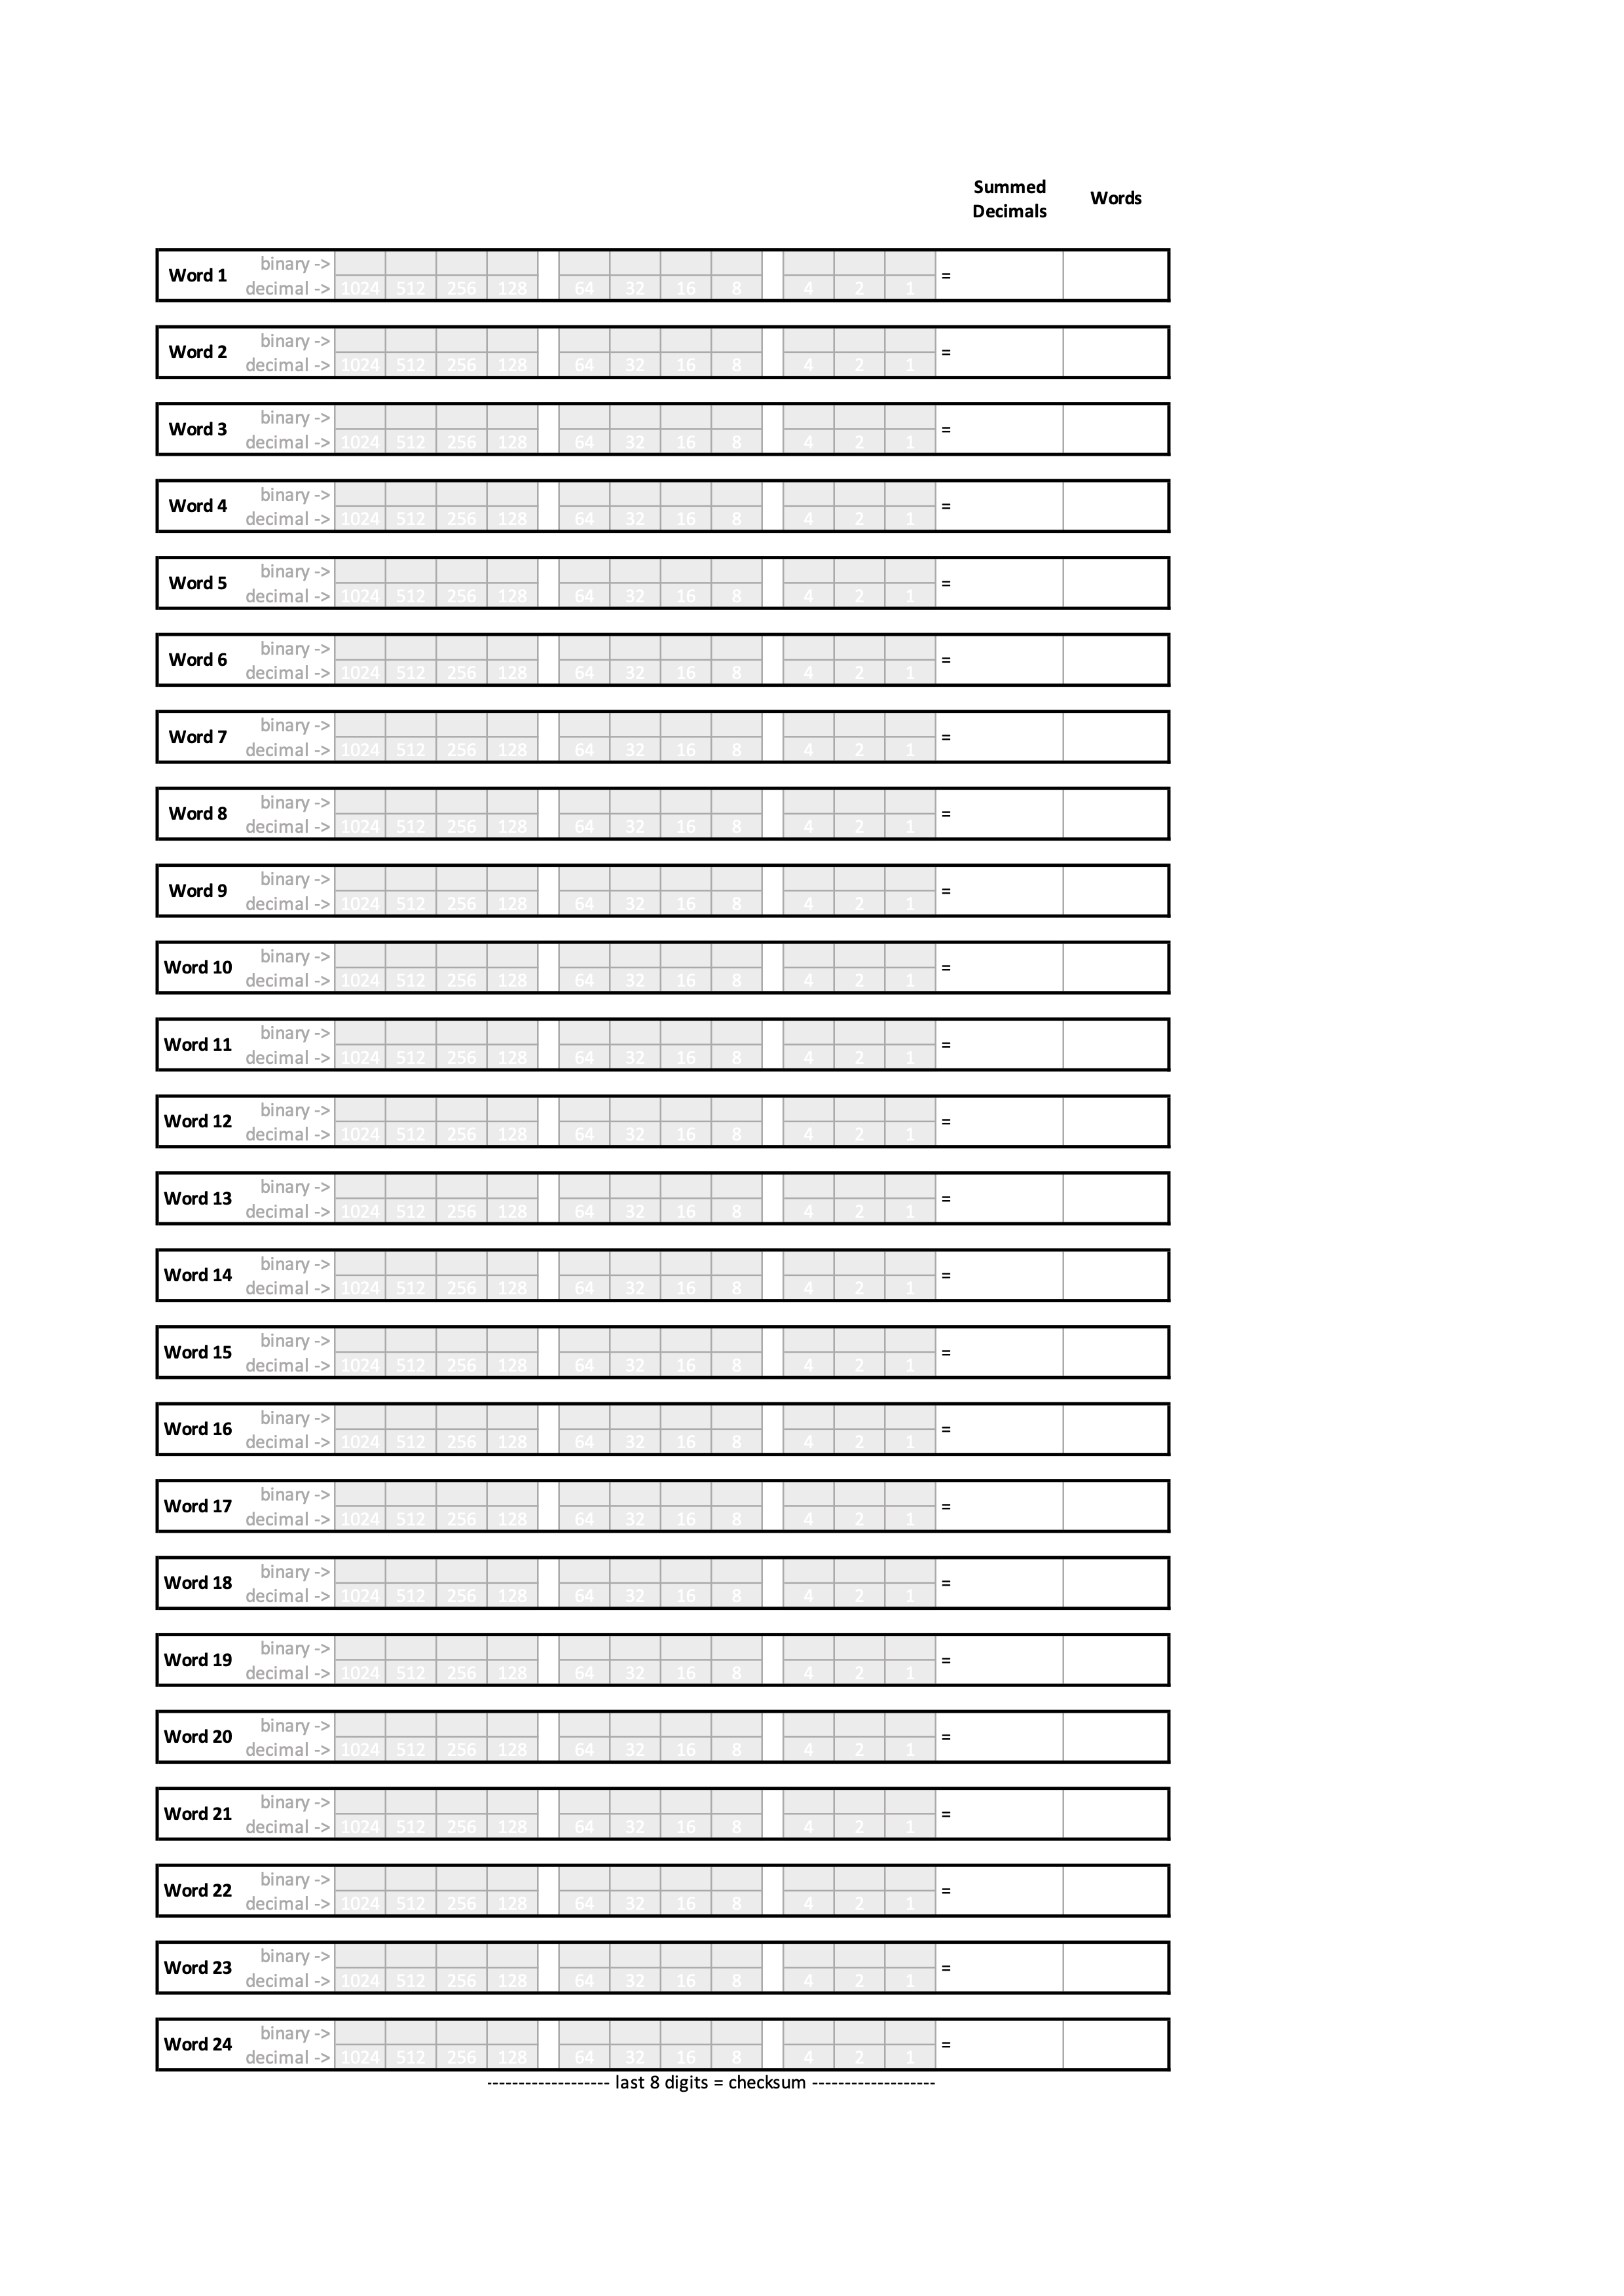 Summed
Decimals
Words
Word 1
binary ->
decimal -> 1024 512 256 128 64 32 16 8 4 2 1 =
Word 2
binary ->
decimal -> 1024 512 256 128 64 32 16 8 4 2 1 =
Word 3
binary ->
decimal -> 1024 512 256 128 64 32 16 8 4 2 1 =
Word 4
binary ->
decimal -> 1024 512 256 128 64 32 16 8 4 2 1 =
Word 5
binary ->
decimal -> 1024 512 256 128 64 32 16 8 4 2 1 =
Word 6
binary ->
decimal -> 1024 512 256 128 64 32 16 8 4 2 1 =
Word 7
binary ->
decimal -> 1024 512 256 128 64 32 16 8 4 2 1 =
Word 8
binary ->
decimal -> 1024 512 256 128 64 32 16 8 4 2 1 =
Word 9
binary ->
decimal -> 1024 512 256 128 64 32 16 8 4 2 1 =
Word 10
binary ->
decimal -> 1024 512 256 128 64 32 16 8 4 2 1 =
Word 11
binary ->
decimal -> 1024 512 256 128 64 32 16 8 4 2 1 =
Word 12
binary ->
decimal -> 1024 512 256 128 64 32 16 8 4 2 1 =
Word 13
binary ->
decimal -> 1024 512 256 128 64 32 16 8 4 2 1 =
Word 14
binary ->
decimal -> 1024 512 256 128 64 32 16 8 4 2 1 =
Word 15
binary ->
decimal -> 1024 512 256 128 64 32 16 8 4 2 1 =
Word 16
binary ->
decimal -> 1024 512 256 128 64 32 16 8 4 2 1 =
Word 17
binary ->
decimal -> 1024 512 256 128 64 32 16 8 4 2 1 =
Word 18
binary ->
decimal -> 1024 512 256 128 64 32 16 8 4 2 1 =
Word 19
binary ->
decimal -> 1024 512 256 128 64 32 16 8 4 2 1 =
Word 20
binary ->
decimal -> 1024 512 256 128 64 32 16 8 4 2 1 =
Word 21
binary ->
decimal -> 1024 512 256 128 64 32 16 8 4 2 1 =
Word 22
binary ->
decimal -> 1024 512 256 128 64 32 16 8 4 2 1 =
Word 23
binary ->
decimal -> 1024 512 256 128 64 32 16 8 4 2 1 =
Word 24
binary ->
decimal -> 1024 512 256 128 64 32 16 8 4 2 1 =
------------------- last 8 digits = checksum -------------------